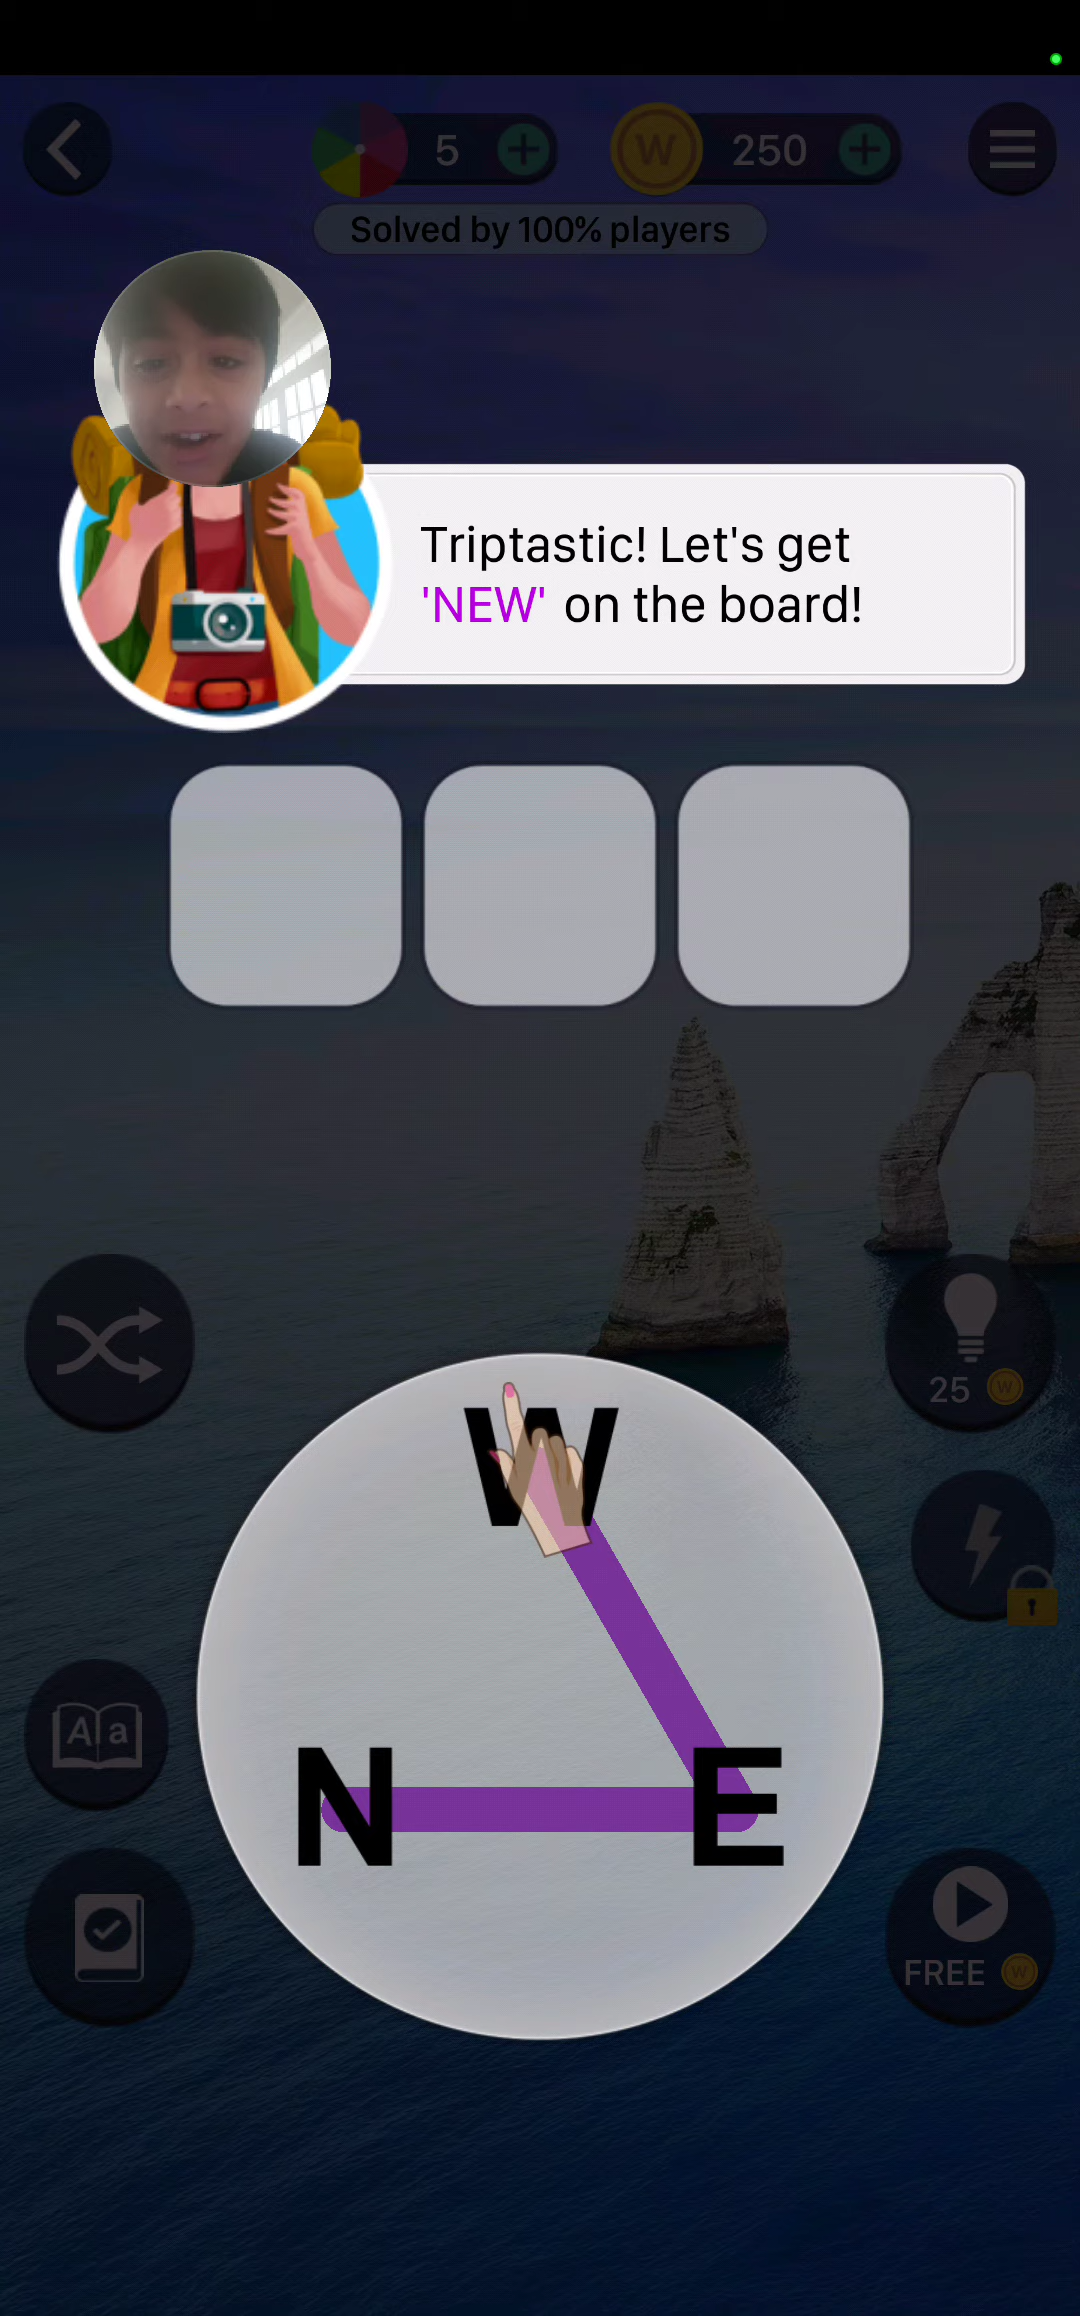 5
W
250
Solved by 100% players
Triptastic! Let's get
'NEW' on the board!
25 W
W
A a
N E
FREE W